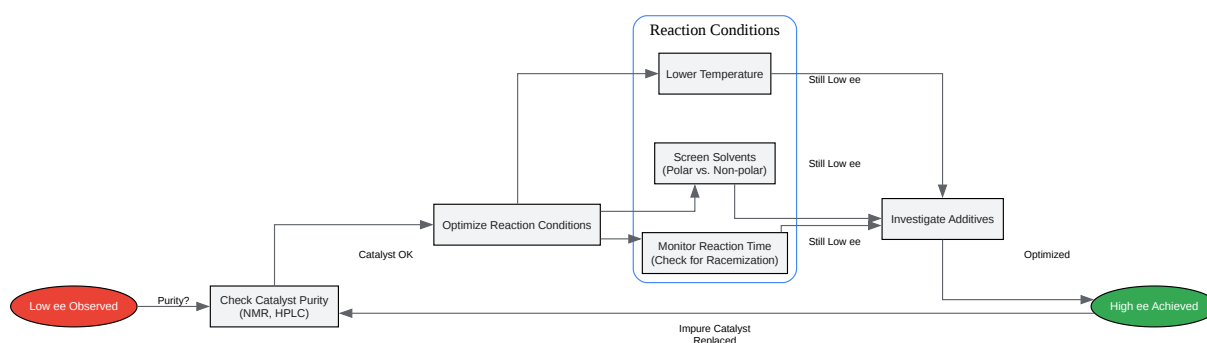 Reaction Conditions
Lower Temperature
Still Low ee
Screen Solvents
(Polar vs. Non-polar)
Still Low ee
Optimize Reaction Conditions
Investigate Additives
Monitor Reaction Time
(Check for Racemization)
Still Low ee
Catalyst OK
Optimized
Low ee Observed
Purity?
Check Catalyst Purity
(NMR, HPLC)
High ee Achieved
Impure Catalyst
Replaced